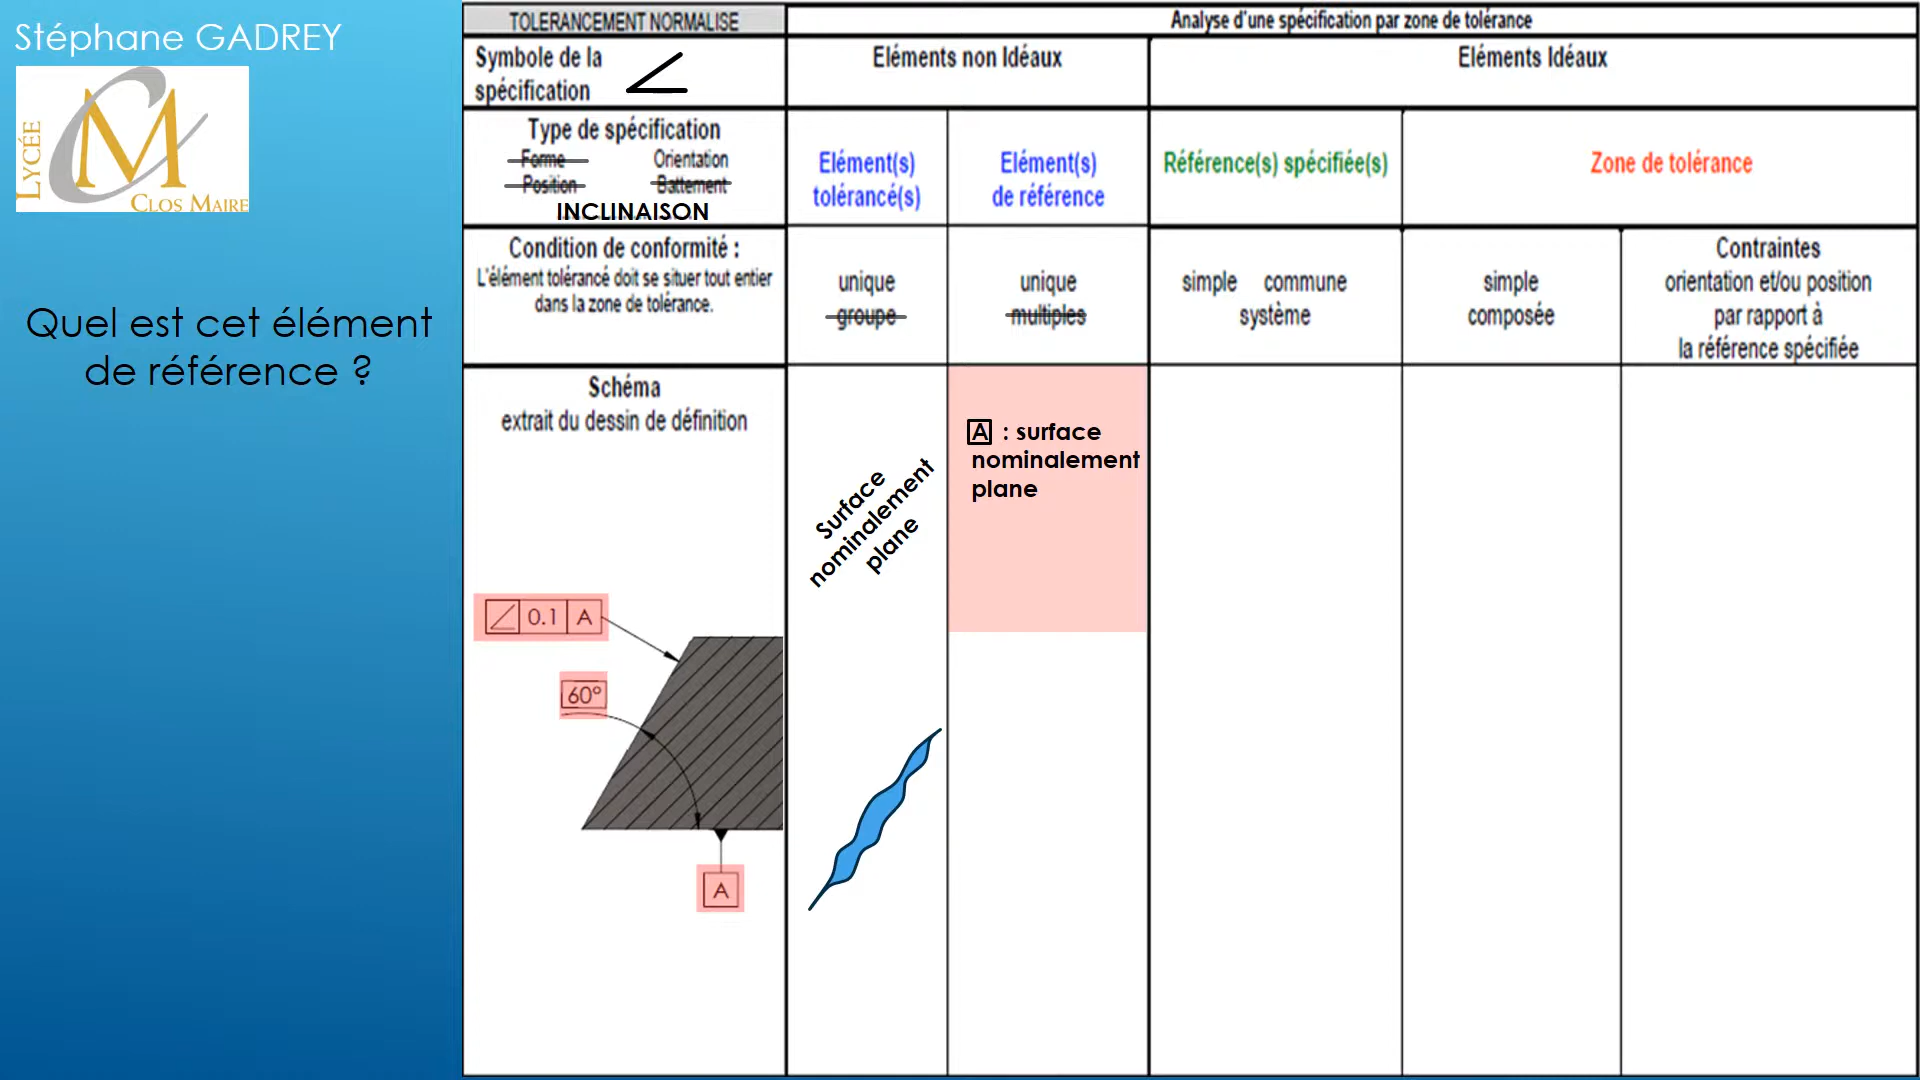 Stéphane GADREY
LYCÉE
CM
CLOS MAIRE
Quel est cet élément
de référence ?
TOLERANCEMENT NORMALISE
Analyse d'une spécification par zone de tolérance
Symbole de la
spécification
Eléments non Idéaux
Eléments Idéaux
Type de spécification
Forme Orientation
Position Battement
INCLINAISON
Elément(s)
tolérancé(s)
Elément(s)
de référence
Référence(s) spécifiée(s)
Zone de tolérance
Condition de conformité :
L'élément tolérancé doit se situer tout entier
dans la zone de tolérance.
unique
groupe
unique
multiples
simple commune
système
simple
composée
Contraintes
orientation et/ou position
par rapport à
la référence spécifiée
Schéma
extrait du dessin de définition
Surface
nominalement
plane
A : surface
nominalement
plane
0.1 A
60°
A